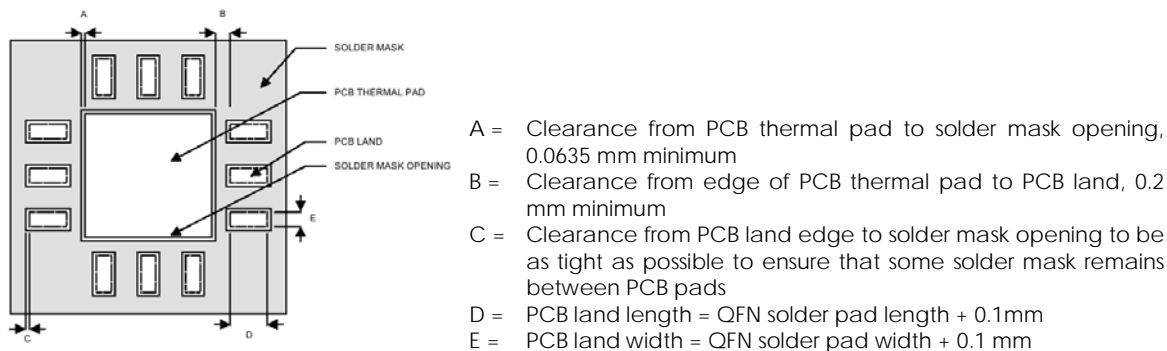 A B
SOLDER MASK
PCB THERMAL PAD
PCB LAND
SOLDER MASK OPENING
E
C D
A = Clearance from PCB thermal pad to solder mask opening,
0.0635 mm minimum
B = Clearance from edge of PCB thermal pad to PCB land, 0.2
mm minimum
C = Clearance from PCB land edge to solder mask opening to be
as tight as possible to ensure that some solder mask remains
between PCB pads
D = PCB land length = QFN solder pad length + 0.1mm
E = PCB land width = QFN solder pad width + 0.1 mm